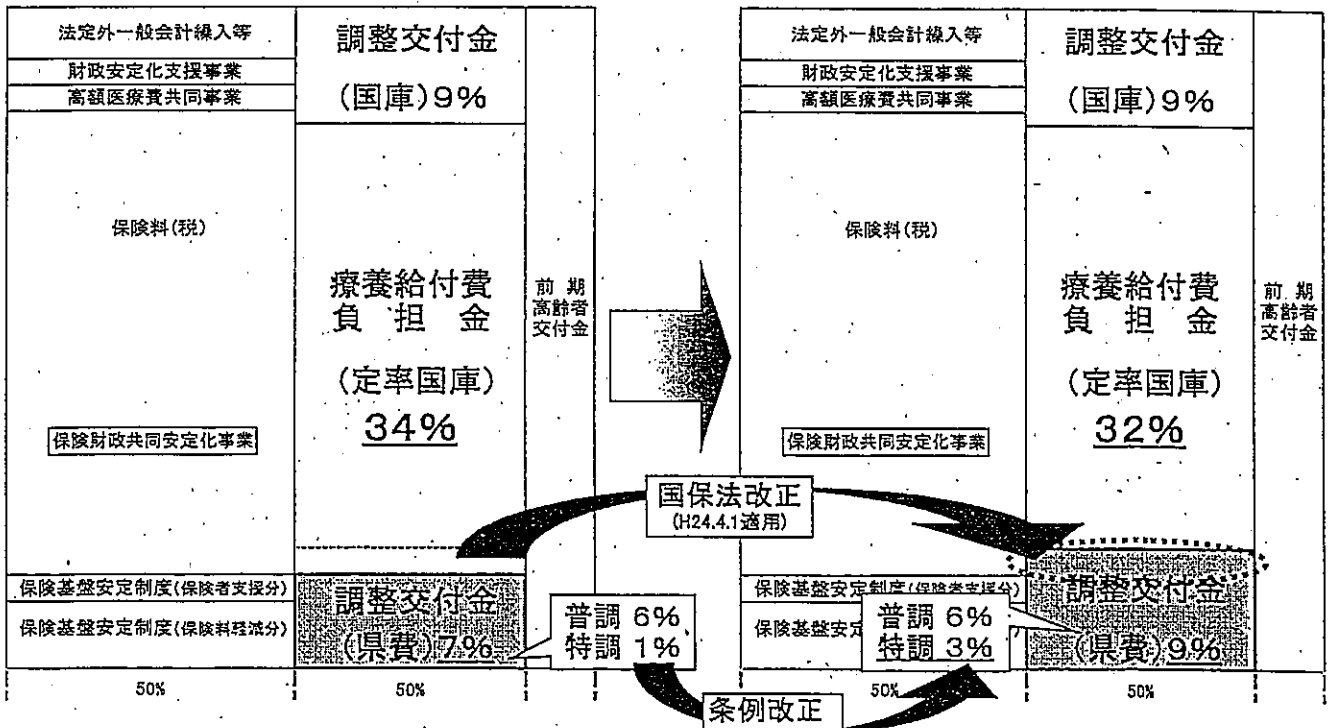 法定外一般会計繰入等
財政安定化支援事業
高額医療費共同事業
保険料(税)
保険財政共同安定化事業
保険基盤安定制度(保険者支援分)
保険基盤安定制度(保険料軽減分)
50%
調整交付金
(国庫)9%
療養給付費
負担金
(定率国庫)
34%
調整交付金
(県費)7%
50%
前期
高齢者
交付金
普調 6%
特調 1%
国保法改正
(H24.4.1適用)
条例改正
法定外一般会計繰入等
財政安定化支援事業
高額医療費共同事業
保険料(税)
保険財政共同安定化事業
保険基盤安定制度(保険者支援分)
保険基盤安定
50%
調整交付金
(国庫)9%
療養給付費
負担金
(定率国庫)
32%
調整交付金
(県費)9%
50%
前期
高齢者
交付金
普調 6%
特調 3%